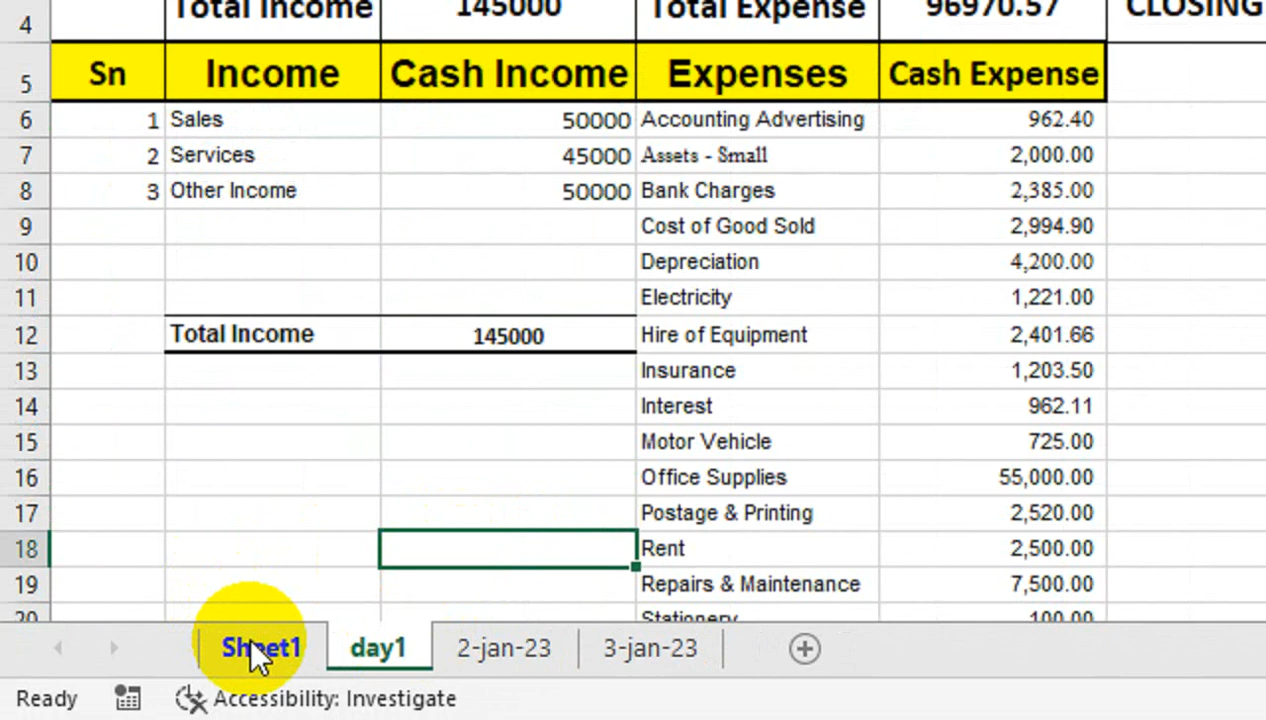 4 Total Income 145000 Total Expense 96970.57 CLOSING
5 Sn Income Cash Income Expenses Cash Expense
6 1 Sales 50000 Accounting Advertising 962.40
7 2 Services 45000 Assets - Small 2,000.00
8 3 Other Income 50000 Bank Charges 2,385.00
9 Cost of Good Sold 2,994.90
10 Depreciation 4,200.00
11 Electricity 1,221.00
12 Total Income 145000 Hire of Equipment 2,401.66
13 Insurance 1,203.50
14 Interest 962.11
15 Motor Vehicle 725.00
16 Office Supplies 55,000.00
17 Postage & Printing 2,520.00
18 Rent 2,500.00
19 Repairs & Maintenance 7,500.00
20 Stationery 100.00
Sheet1 day1 2-jan-23 3-jan-23
Ready Accessibility: Investigate